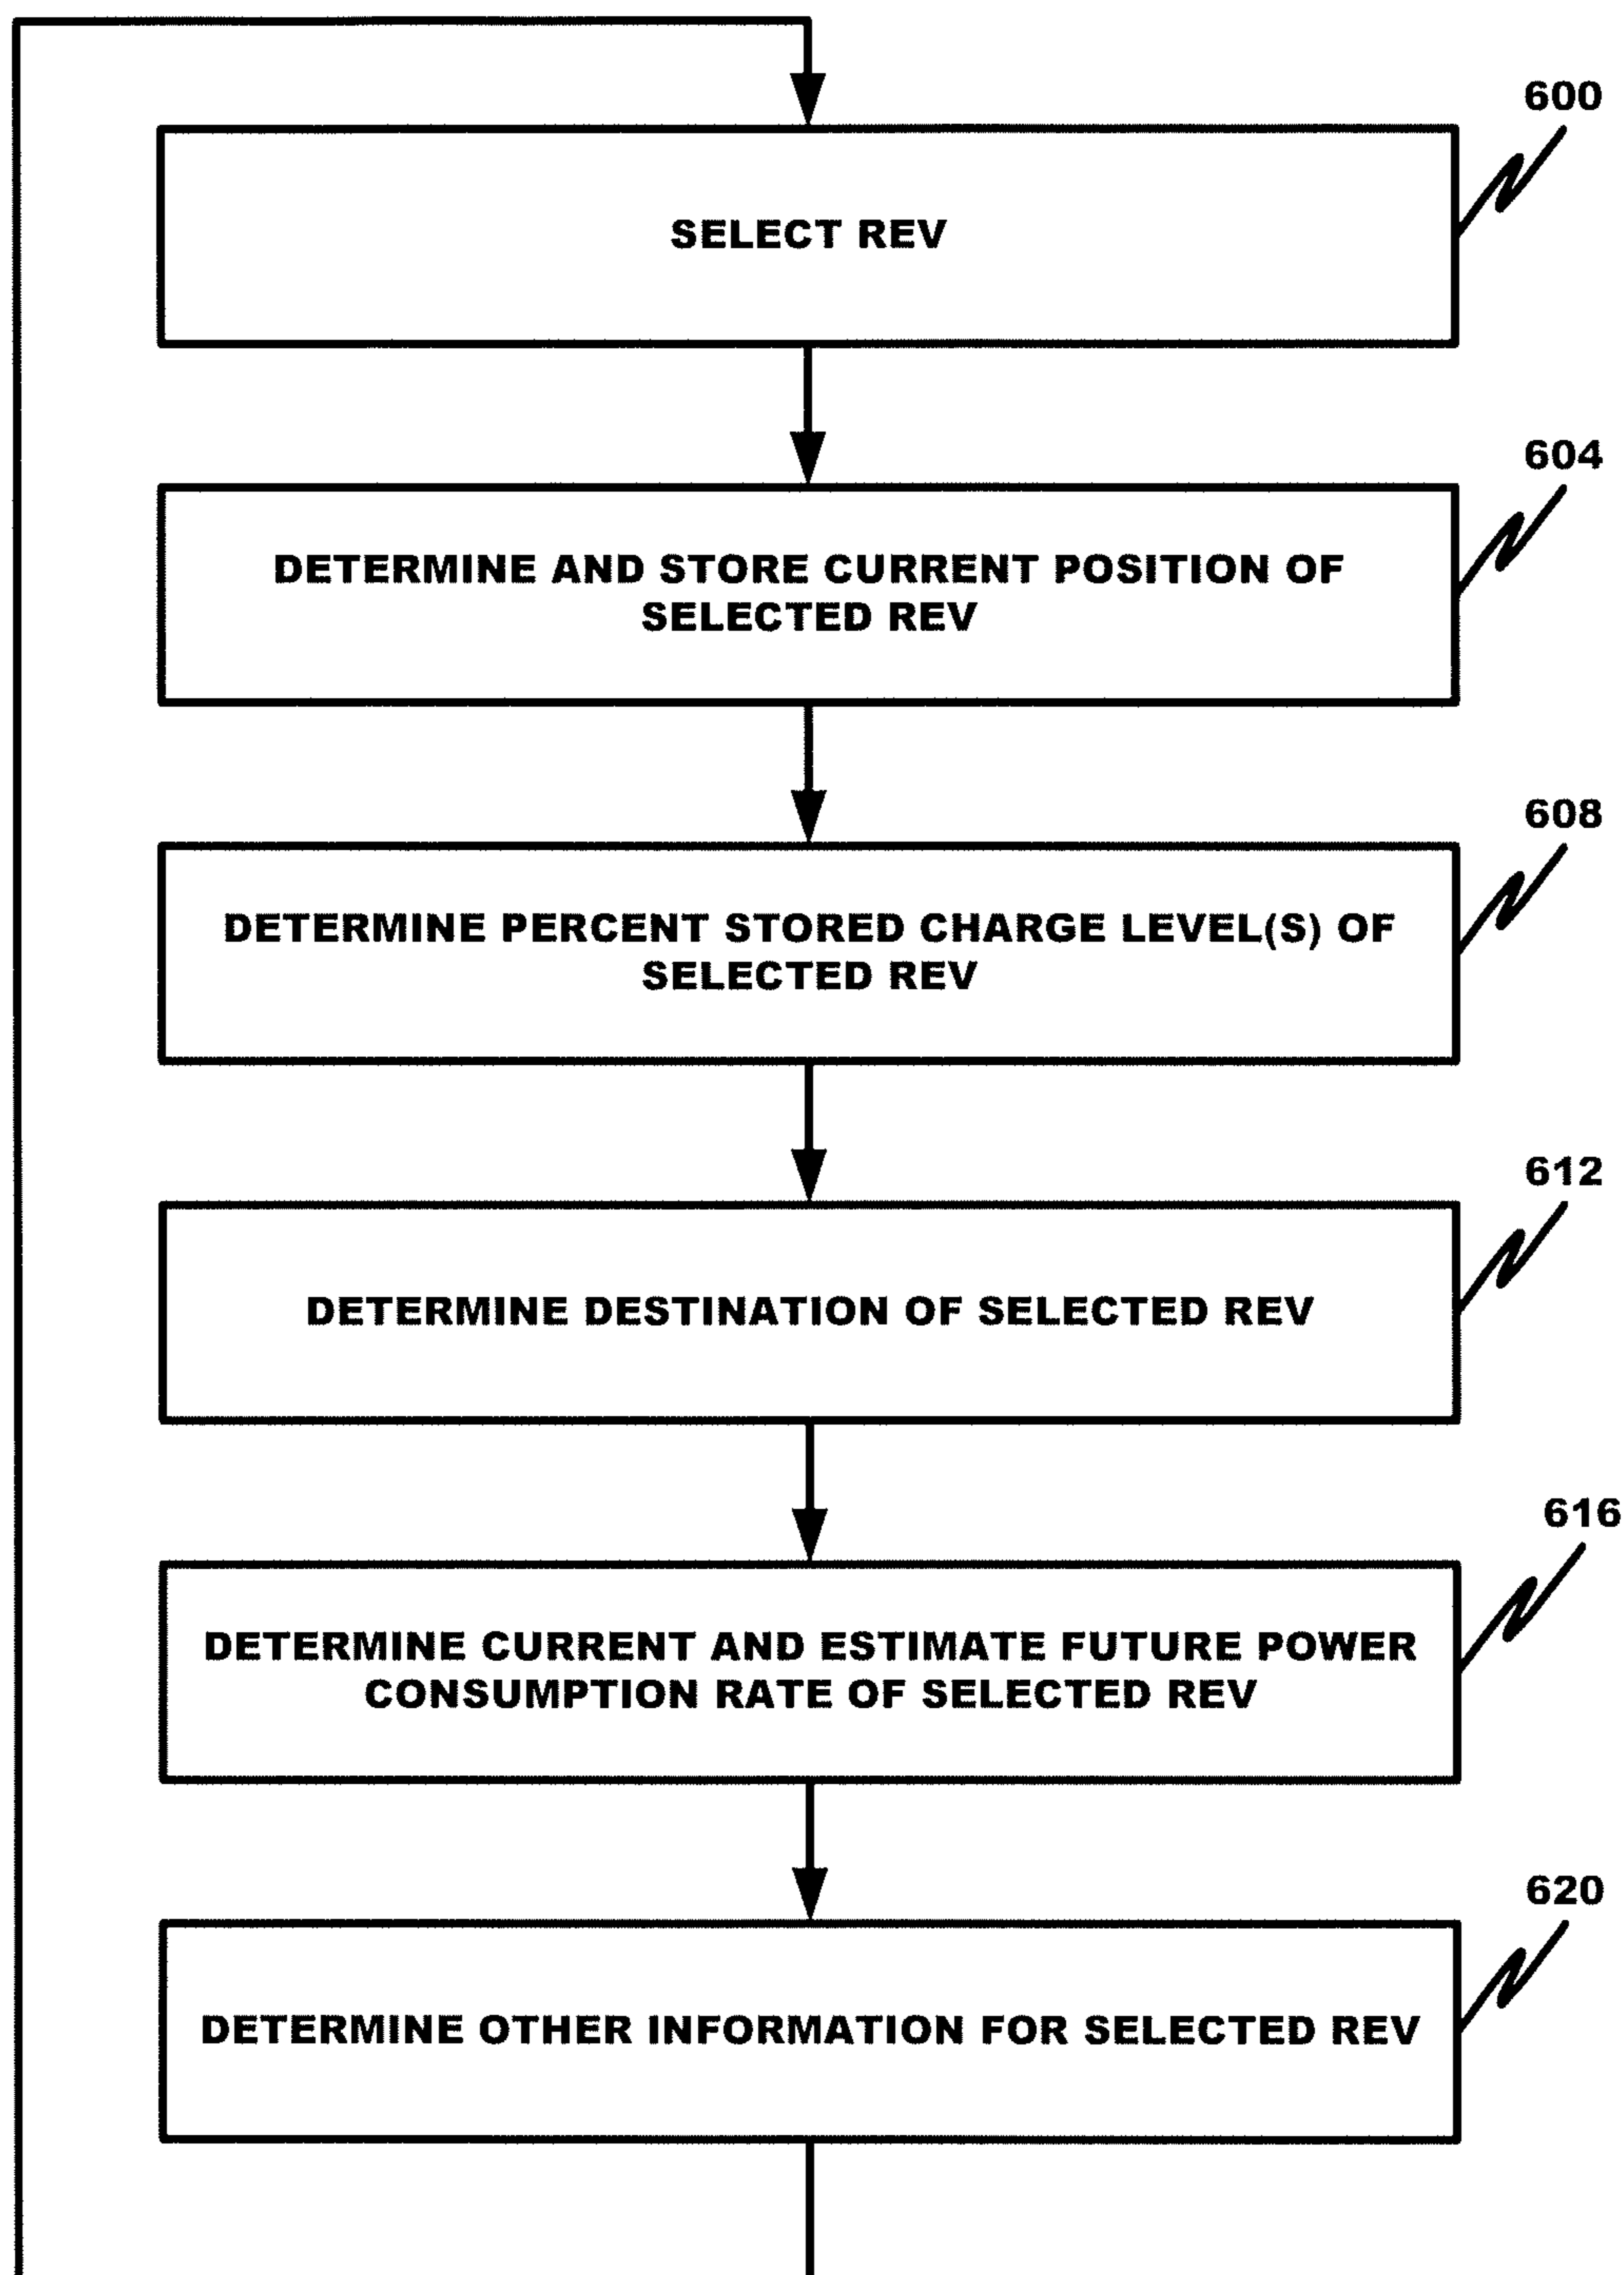 600
SELECT REV
604
DETERMINE AND STORE CURRENT POSITION OF
SELECTED REV
608
DETERMINE PERCENT STORED CHARGE LEVEL(S) OF
SELECTED REV
612
DETERMINE DESTINATION OF SELECTED REV
616
DETERMINE CURRENT AND ESTIMATE FUTURE POWER
CONSUMPTION RATE OF SELECTED REV
620
DETERMINE OTHER INFORMATION FOR SELECTED REV